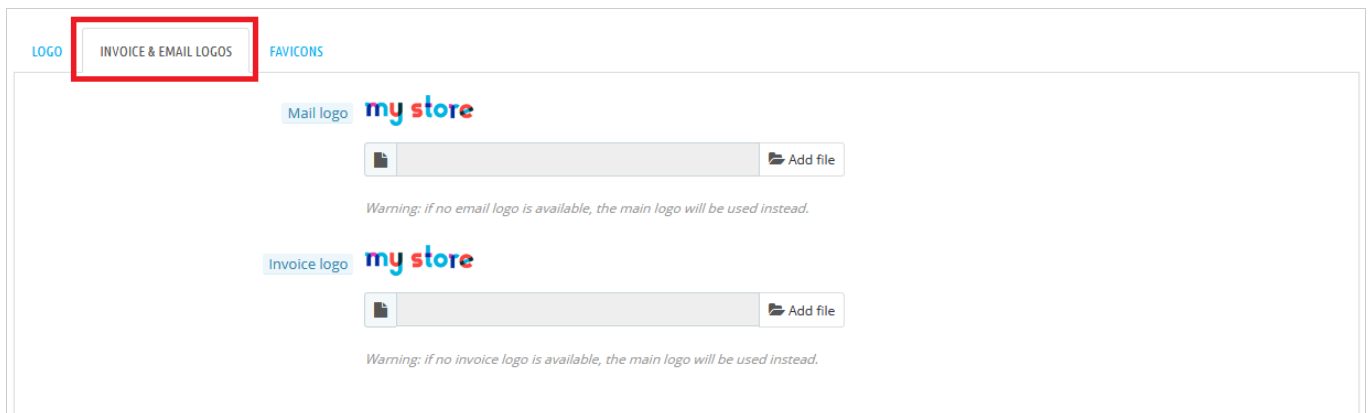 LOGO INVOICE & EMAIL LOGOS FAVICONS
Mail logo my store
Add file
Warning: if no email logo is available, the main logo will be used instead.
Invoice logo my store
Add file
Warning: if no invoice logo is available, the main logo will be used instead.